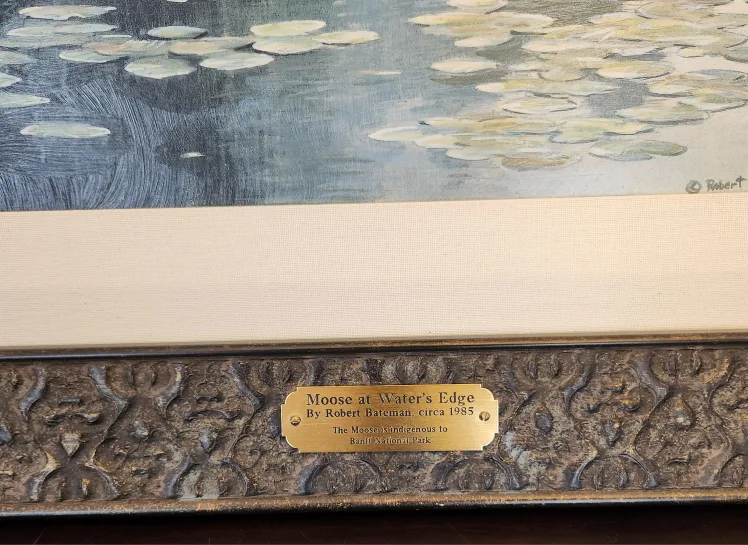 © Robert
Moose at Water's Edge
By Robert Bateman, circa 1985
The Moose is indigenous to
Banff National Park